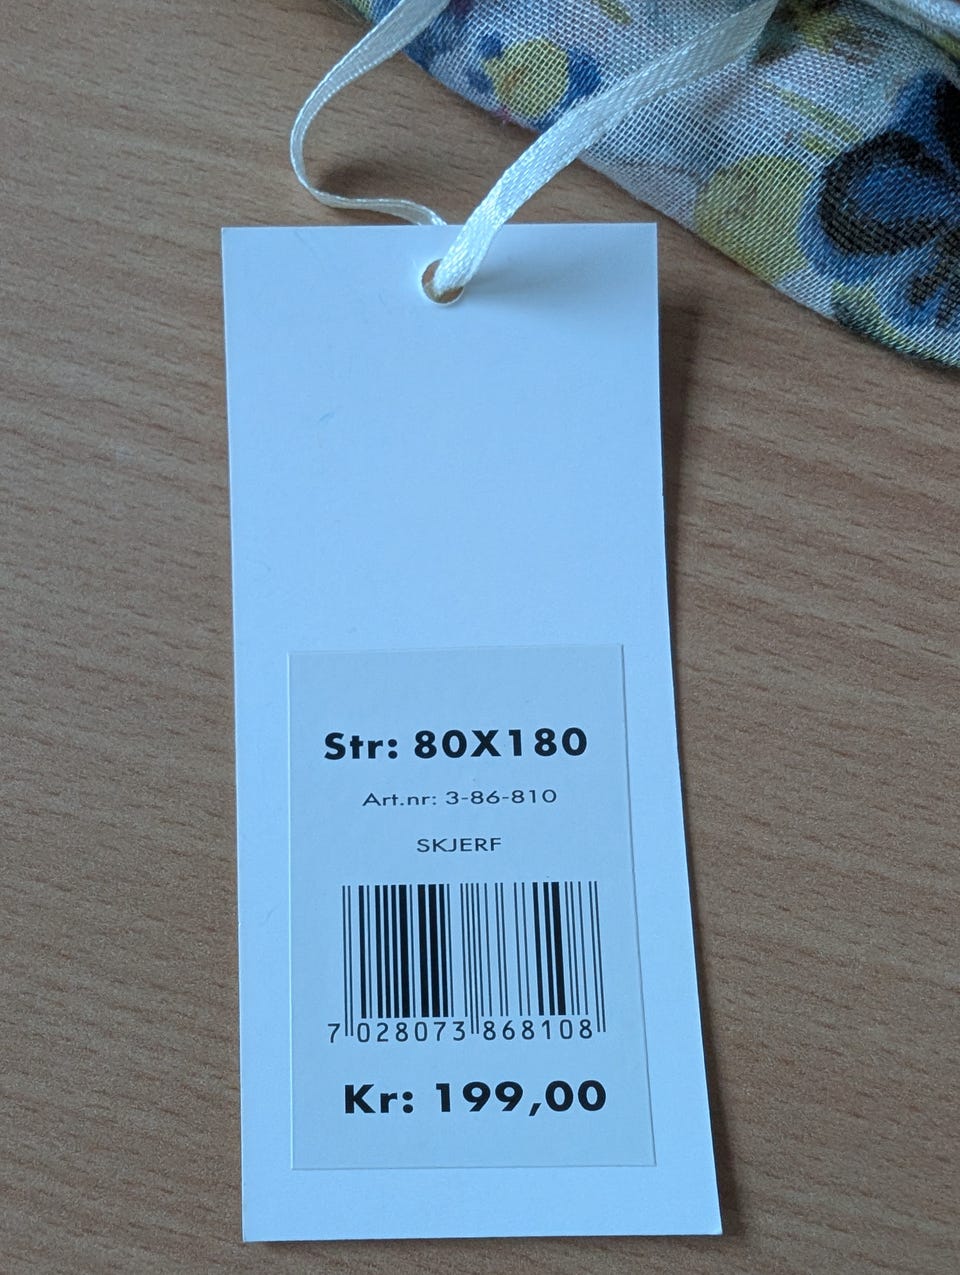 Str: 80X180
Art.nr: 3-86-810
SKJERF
7 028073 868108
Kr: 199,00